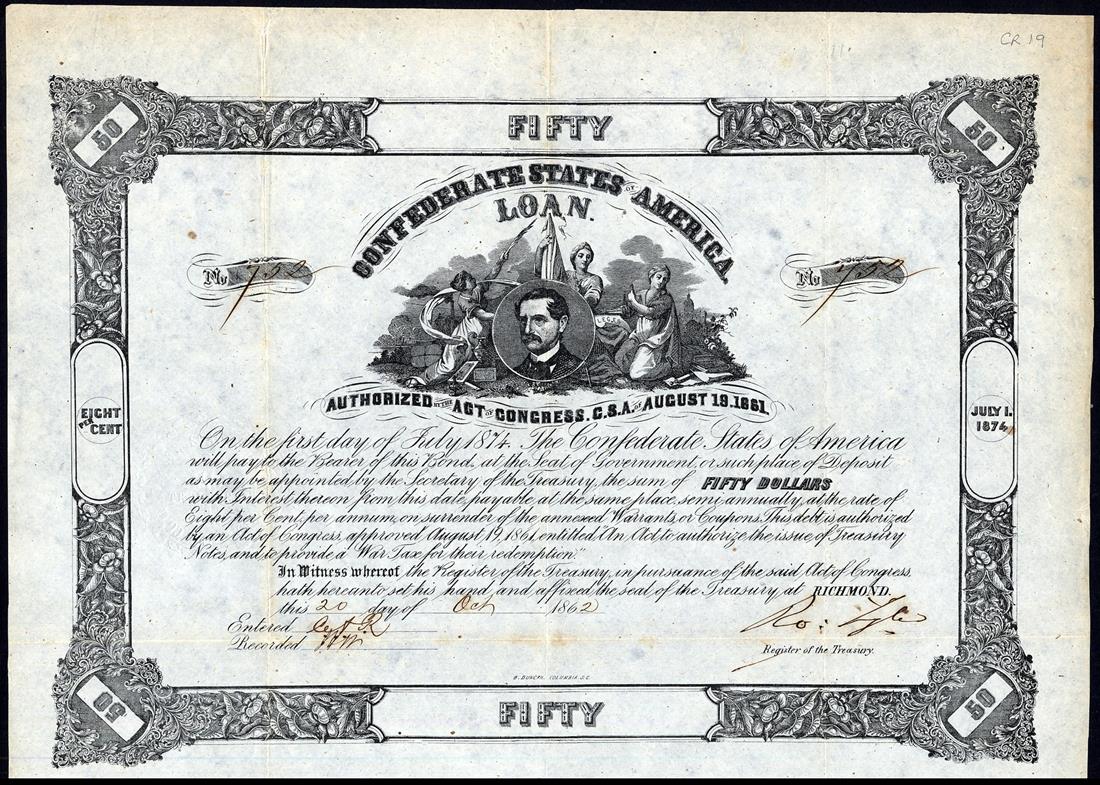 CR 19
50
FIFTY
50
CONFEDERATE STATES OF AMERICA
LOAN.
No 752
No 752
LEGES
AUTHORIZED BY THE ACT OF CONGRESS. C.S.A. OF AUGUST 19. 1861.
EIGHT
PER CENT
JULY 1.
1874
On the first day of July 1874. The Confederate States of America
will pay to the Bearer of this Bond, at the Seat of Government, or such place of Deposit
as may be appointed by the Secretary of the Treasury, the sum of FIFTY DOLLARS
with Interest thereon from this date, payable at the same place, semi annually, at the rate of
Eight per Cent, per annum, on surrender of the annexed Warrants, or Coupons. This debt is authorized
by an Act of Congress, approved August 19, 1861, entitled "An Act to authorize the issue of Treasury
Notes, and to provide a War Tax for their redemption."
In Witness whereof, the Register of the Treasury, in pursuance of the said Act of Congress,
hath hereunto set his hand, and affixed the seal of the Treasury at RICHMOND.
this 20 day of Oct 1862
Entered
Recorded
Ro: Tyler
Register of the Treasury.
B. DUNCAN, COLUMBIA, S.C.
50
FIFTY
50